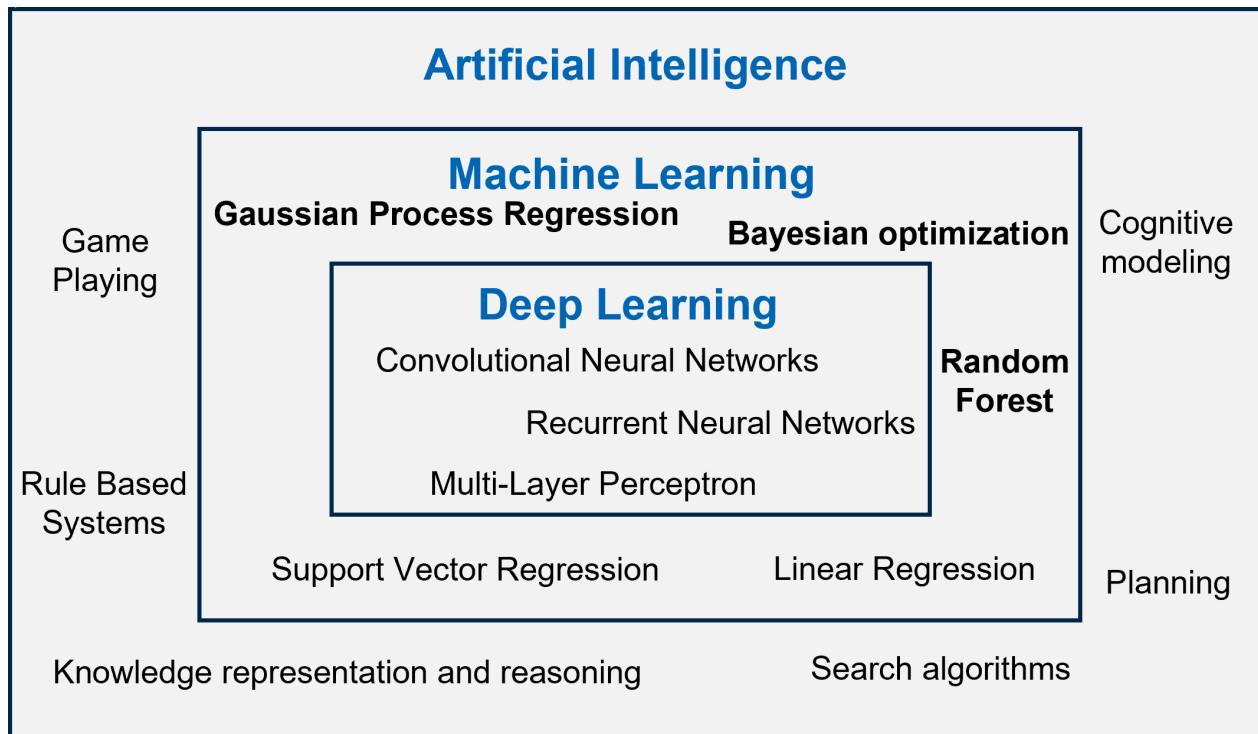 Artificial Intelligence
Machine Learning
Gaussian Process Regression
Bayesian optimization
Game
Playing
Cognitive
modeling
Deep Learning
Convolutional Neural Networks
Random
Forest
Recurrent Neural Networks
Multi-Layer Perceptron
Rule Based
Systems
Support Vector Regression
Linear Regression
Planning
Knowledge representation and reasoning
Search algorithms